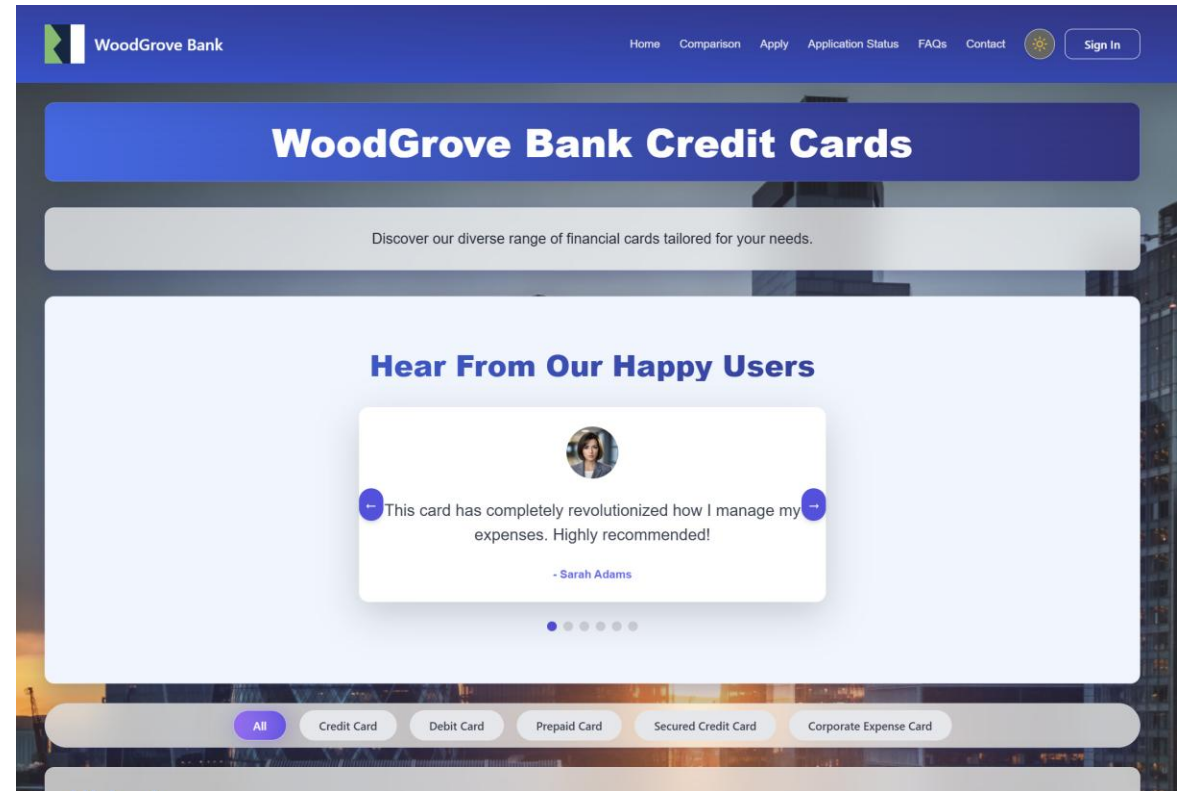 WoodGrove Bank
Home
Comparison
Apply
Application Status
FAQs
Contact
Sign In
WoodGrove Bank Credit Cards
Discover our diverse range of financial cards tailored for your needs.
Hear From Our Happy Users
←
This card has completely revolutionized how I manage my
→
expenses. Highly recommended!
- Sarah Adams
All
Credit Card
Debit Card
Prepaid Card
Secured Credit Card
Corporate Expense Card